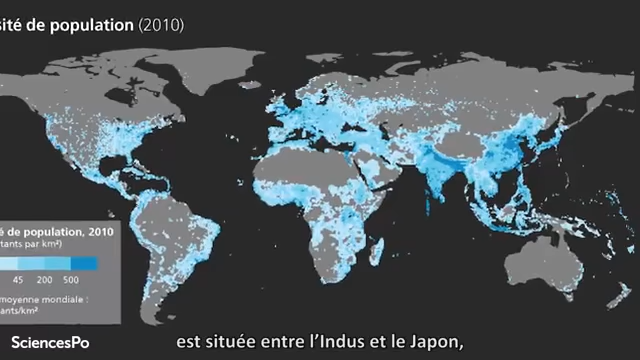 sité de population (2010)
é de population, 2010
tants par km²)
45 200 500
moyenne mondiale :
ants/km²
SciencesPo
est située entre l'Indus et le Japon,